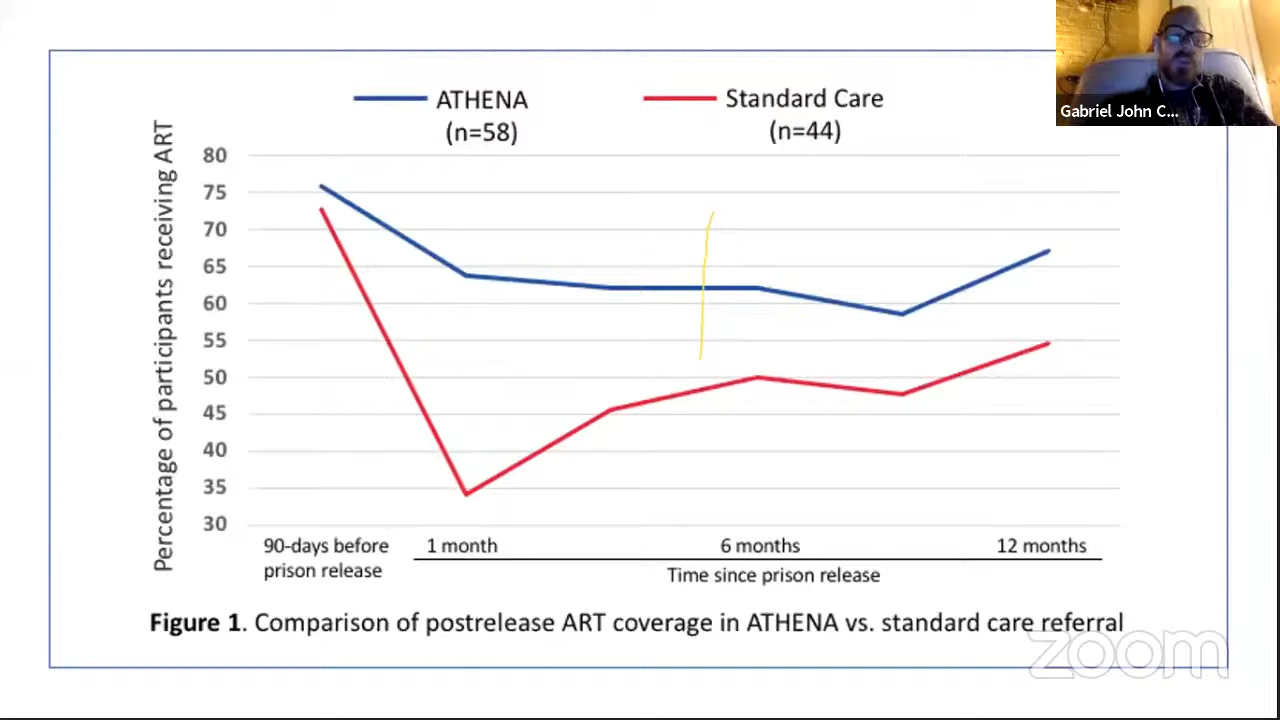 Gabriel John C...
ATHENA
(n=58)
Standard Care
(n=44)
Percentage of participants receiving ART
80
75
70
65
60
55
50
45
40
35
30
90-days before
prison release
1 month
6 months
12 months
Time since prison release
Figure 1. Comparison of postrelease ART coverage in ATHENA vs. standard care referral
zoom